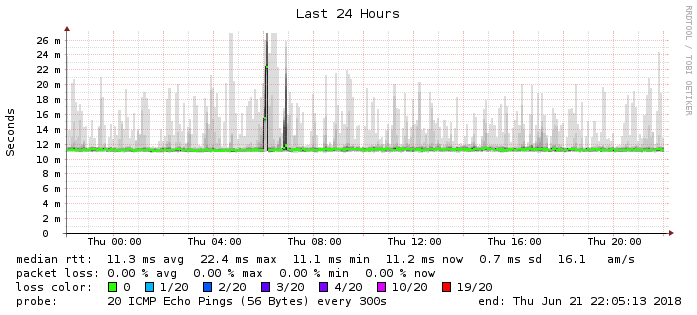 Last 24 Hours
RRDTOOL / TOBI OETIKER
Seconds
26 m
24 m
22 m
20 m
18 m
16 m
14 m
12 m
10 m
8 m
6 m
4 m
2 m
0
Thu 00:00 Thu 04:00 Thu 08:00 Thu 12:00 Thu 16:00 Thu 20:00
median rtt: 11.3 ms avg 22.4 ms max 11.1 ms min 11.2 ms now 0.7 ms sd 16.1 am/s
packet loss: 0.00 % avg 0.00 % max 0.00 % min 0.00 % now
loss color: 0 1/20 2/20 3/20 4/20 10/20 19/20
probe: 20 ICMP Echo Pings (56 Bytes) every 300s end: Thu Jun 21 22:05:13 2018